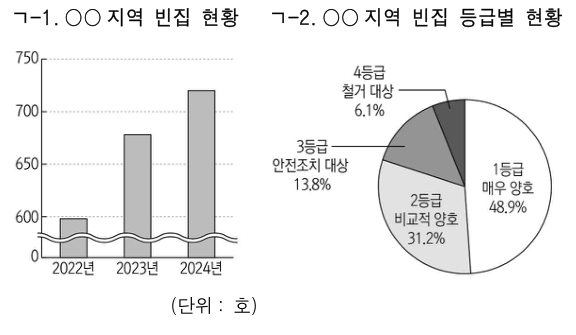 ㄱ-1. ○○ 지역 빈집 현황
750
700
650
600
0
2022년 2023년 2024년
(단위 : 호)
ㄱ-2. ○○ 지역 빈집 등급별 현황
4등급
철거 대상
6.1%
3등급
안전조치 대상
13.8%
1등급
매우 양호
48.9%
2등급
비교적 양호
31.2%